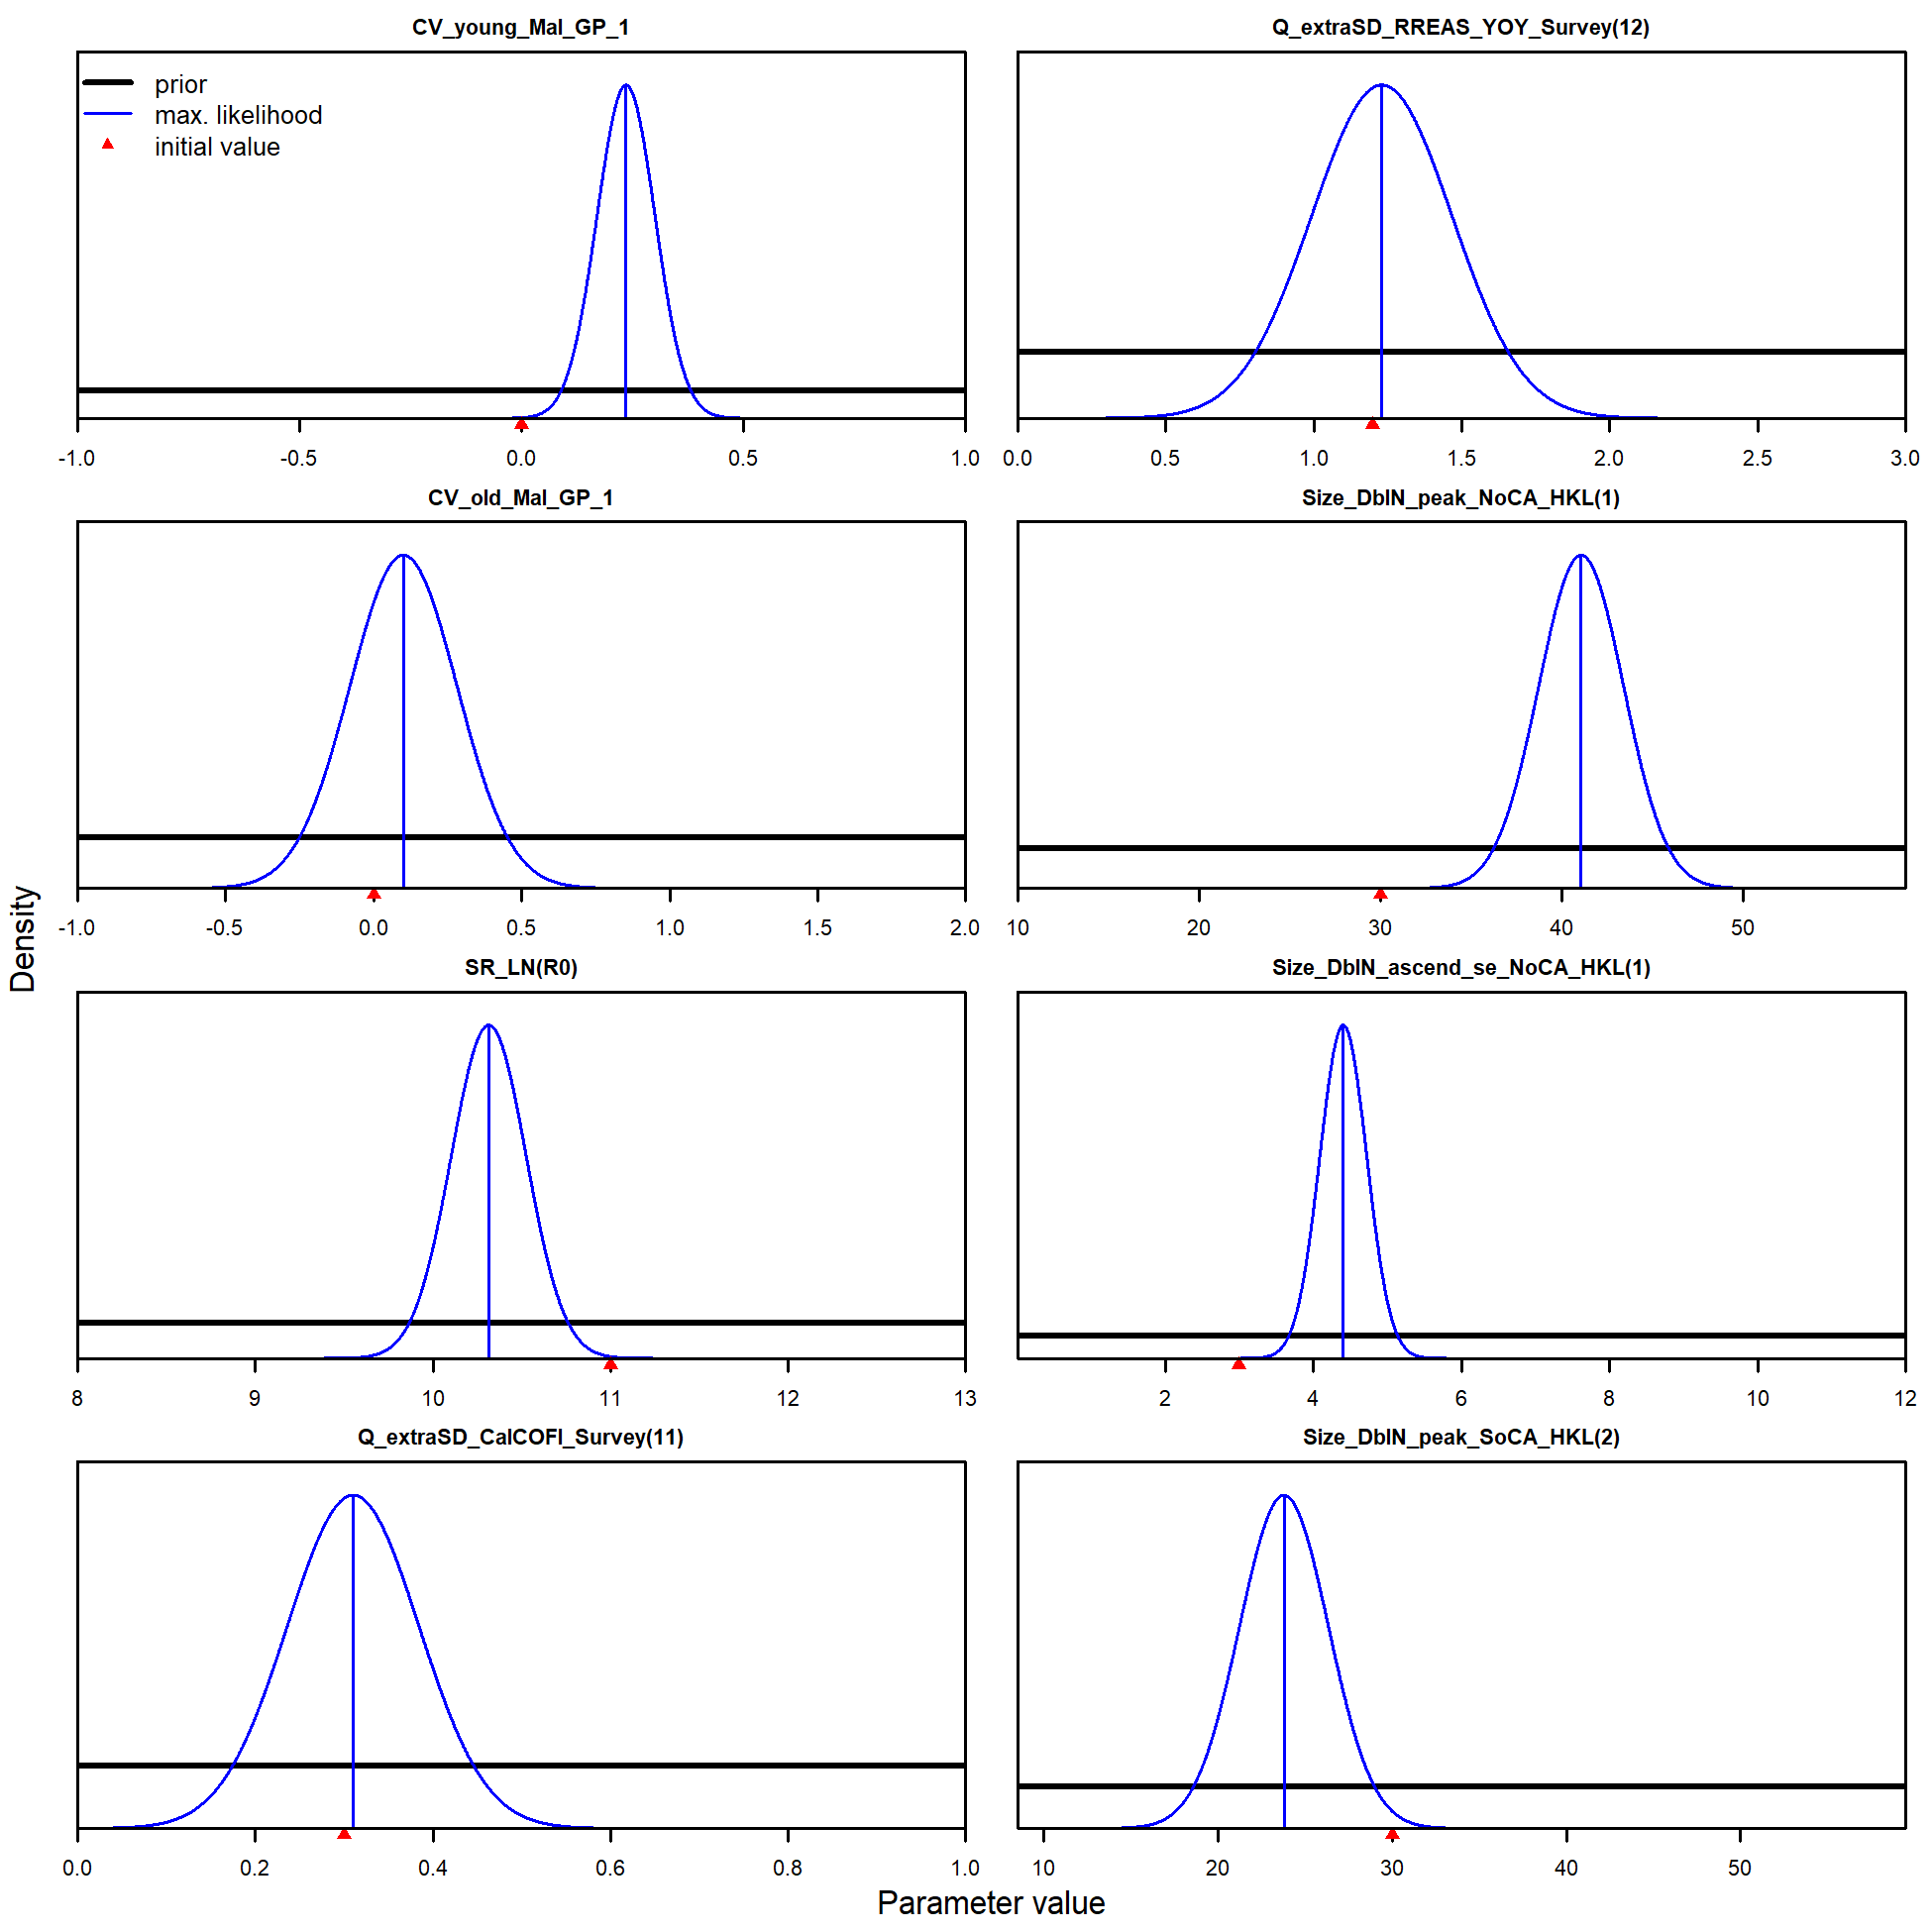 CV_young_Mal_GP_1
prior
max. likelihood
initial value
-1.0 -0.5 0.0 0.5 1.0
Q_extraSD_RREAS_YOY_Survey(12)
0.0 0.5 1.0 1.5 2.0 2.5 3.0
CV_old_Mal_GP_1
-1.0 -0.5 0.0 0.5 1.0 1.5 2.0
Size_DblN_peak_NoCA_HKL(1)
10 20 30 40 50
SR_LN(R0)
8 9 10 11 12 13
Size_DblN_ascend_se_NoCA_HKL(1)
2 4 6 8 10 12
Q_extraSD_CalCOFI_Survey(11)
0.0 0.2 0.4 0.6 0.8 1.0
Size_DblN_peak_SoCA_HKL(2)
10 20 30 40 50
Density
Parameter value